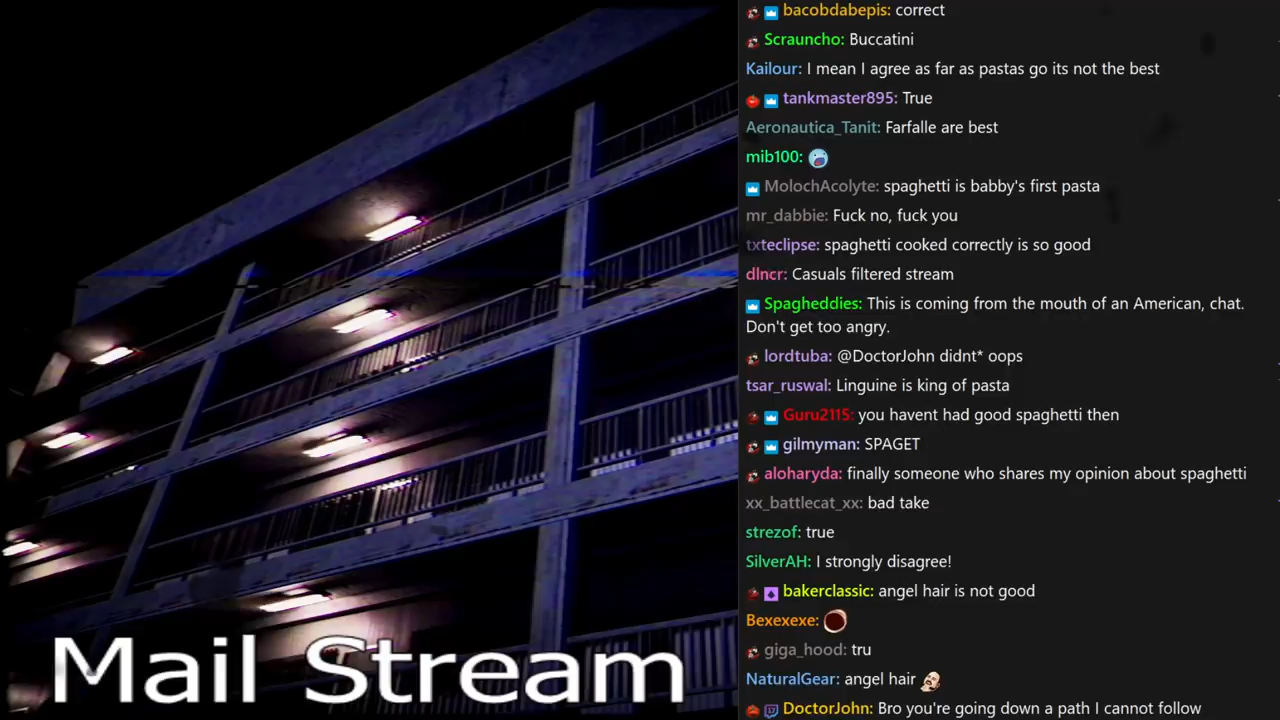 bacobdabepis: correct
Scrauncho: Buccatini
Kailour: I mean I agree as far as pastas go its not the best
tankmaster895: True
Aeronautica_Tanit: Farfalle are best
mib100:
MolochAcolyte: spaghetti is babby's first pasta
mr_dabbie: Fuck no, fuck you
txteclipse: spaghetti cooked correctly is so good
dlncr: Casuals filtered stream
Spagheddies: This is coming from the mouth of an American, chat.
Don't get too angry.
lordtuba: @DoctorJohn didnt* oops
tsar_ruswal: Linguine is king of pasta
Guru2115: you havent had good spaghetti then
gilmyman: SPAGET
aloharyda: finally someone who shares my opinion about spaghetti
xx_battlecat_xx: bad take
strezof: true
SilverAH: I strongly disagree!
bakerclassic: angel hair is not good
Bexexexe:
giga_hood: tru
NaturalGear: angel hair
DoctorJohn: Bro you're going down a path I cannot follow
Mail Stream